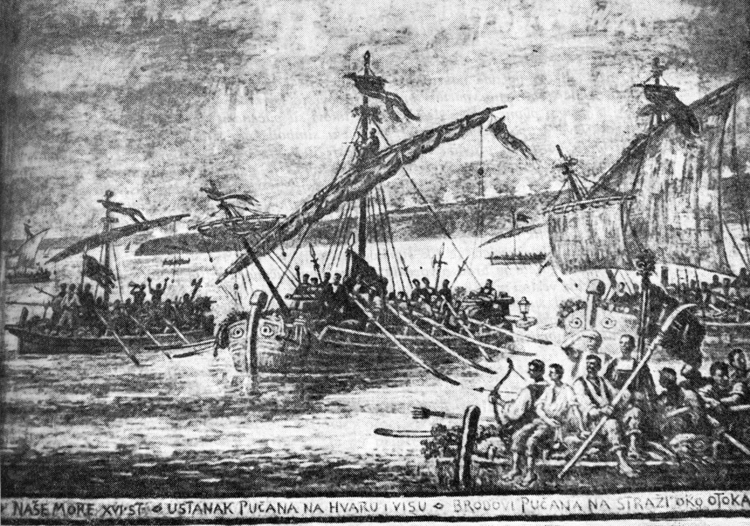 NAŠE MORE XVI·ST· ⋄ USTANAK PUČANA NA HVARU I VISU ⋄ BRODOVI PUČANA NA STRAŽI OKO OTOKA